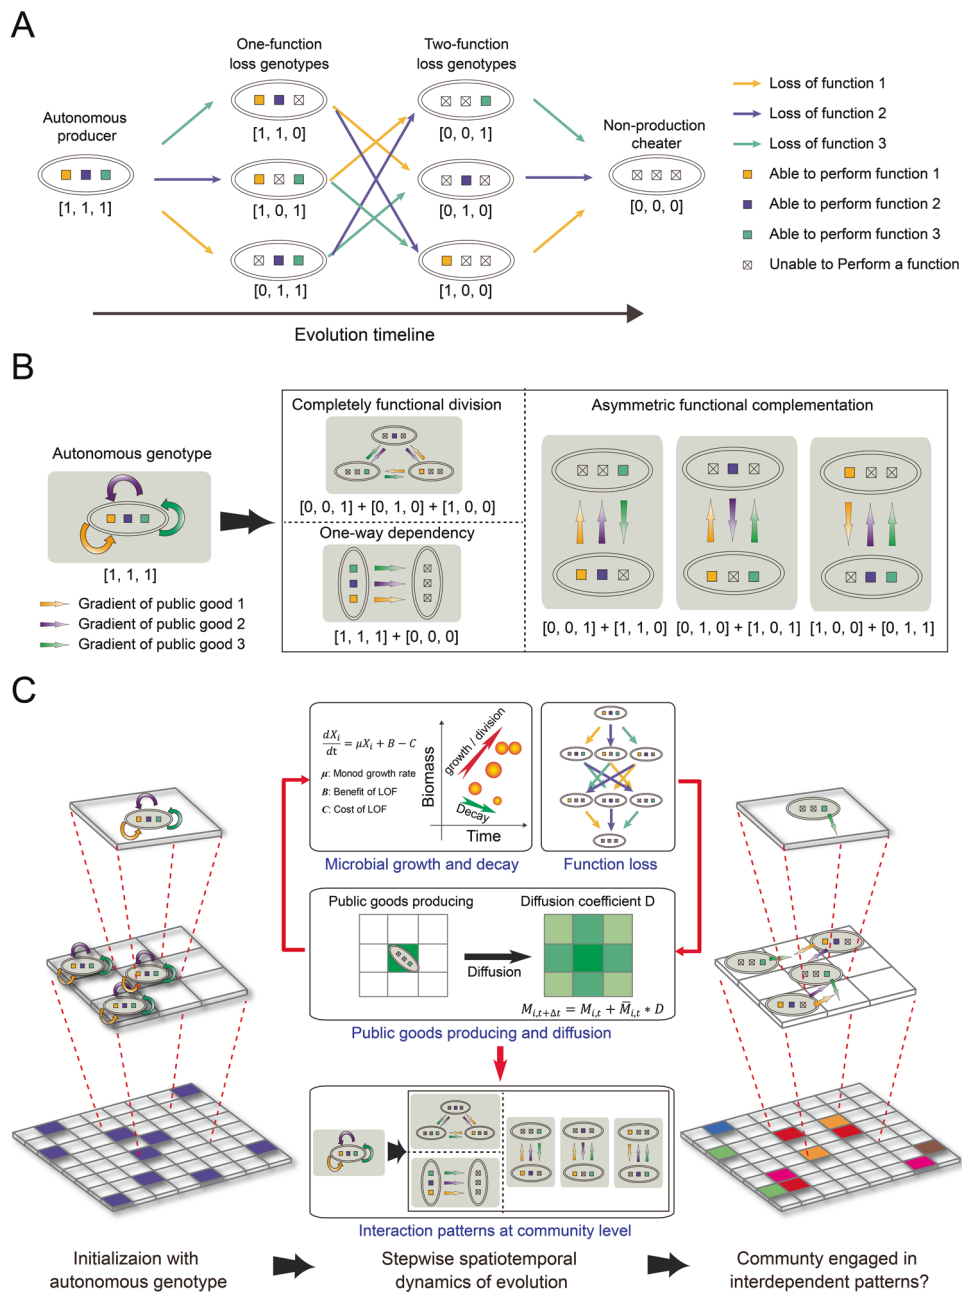 A
One-function
loss genotypes
Two-function
loss genotypes
Autonomous
producer
[1, 1, 1]
[1, 1, 0]
[1, 0, 1]
[0, 1, 1]
[0, 0, 1]
[0, 1, 0]
[1, 0, 0]
Non-production
cheater
[0, 0, 0]
Loss of function 1
Loss of function 2
Loss of function 3
Able to perform function 1
Able to perform function 2
Able to perform function 3
Unable to Perform a function
Evolution timeline
B
Autonomous genotype
[1, 1, 1]
Gradient of public good 1
Gradient of public good 2
Gradient of public good 3
Completely functional division
[0, 0, 1] + [0, 1, 0] + [1, 0, 0]
One-way dependency
[1, 1, 1] + [0, 0, 0]
Asymmetric functional complementation
[0, 0, 1] + [1, 1, 0]
[0, 1, 0] + [1, 0, 1]
[1, 0, 0] + [0, 1, 1]
C
dX_i/dt = μX_i + B − C
μ: Monod growth rate
B: Benefit of LOF
C: Cost of LOF
Biomass
growth / division
Decay
Time
Microbial growth and decay
Function loss
Public goods producing
Diffusion coefficient D
Diffusion
M_{i,t+Δt} = M_{i,t} + M̅_{i,t} * D
Public goods producing and diffusion
Interaction patterns at community level
Initializaion with
autonomous genotype
Stepwise spatiotemporal
dynamics of evolution
Communty engaged in
interdependent patterns?